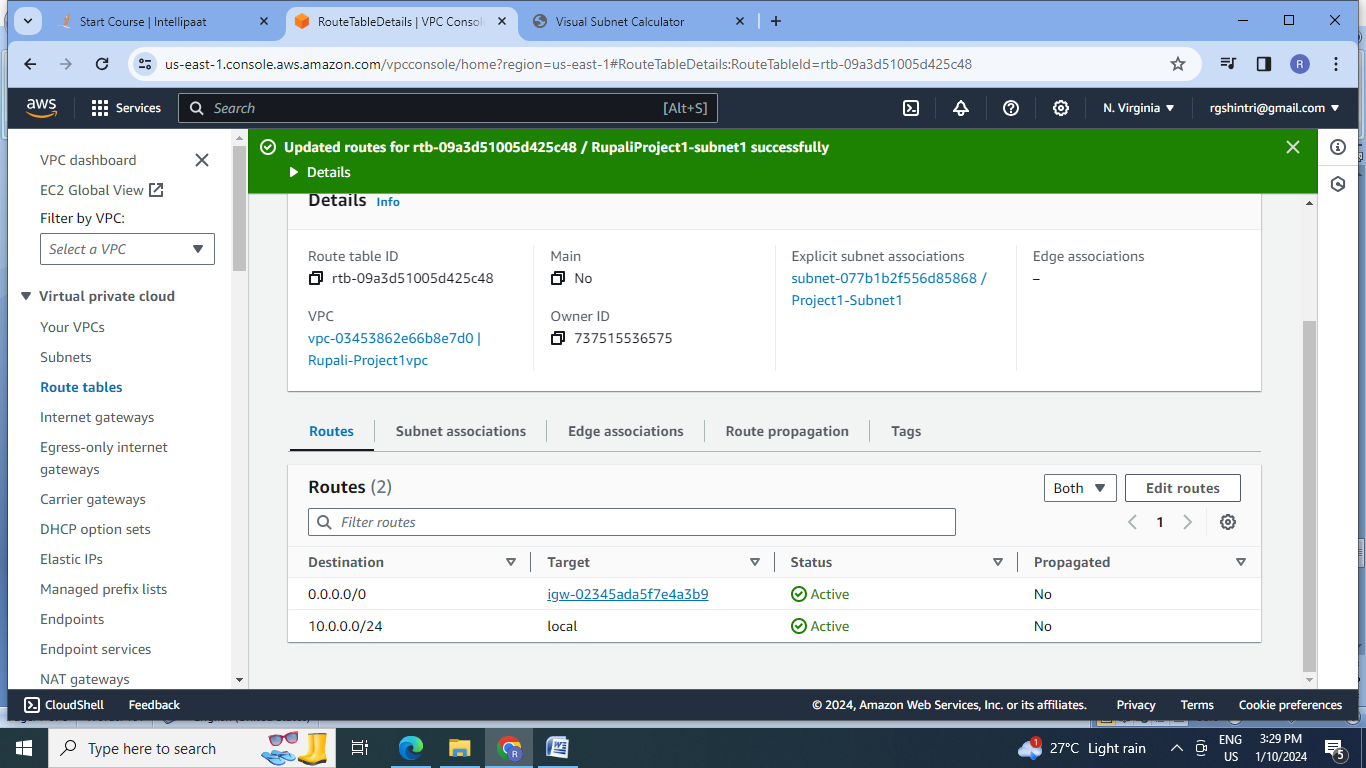 Start Course | Intellipaat
RouteTableDetails | VPC Consol
Visual Subnet Calculator
us-east-1.console.aws.amazon.com/vpcconsole/home?region=us-east-1#RouteTableDetails:RouteTableId=rtb-09a3d51005d425c48
R
aws
Services
Search
[Alt+S]
N. Virginia
rgshintri@gmail.com
VPC dashboard
EC2 Global View
Filter by VPC:
Select a VPC
Virtual private cloud
Your VPCs
Subnets
Route tables
Internet gateways
Egress-only internet
gateways
Carrier gateways
DHCP option sets
Elastic IPs
Managed prefix lists
Endpoints
Endpoint services
NAT gateways
Updated routes for rtb-09a3d51005d425c48 / RupaliProject1-subnet1 successfully
Details
Details Info
Route table ID
rtb-09a3d51005d425c48
VPC
vpc-03453862e66b8e7d0 |
Rupali-Project1vpc
Main
No
Owner ID
737515536575
Explicit subnet associations
subnet-077b1b2f556d85868 /
Project1-Subnet1
Edge associations
–
Routes
Subnet associations
Edge associations
Route propagation
Tags
Routes (2)
Both
Edit routes
Filter routes
1
Destination Target Status Propagated
0.0.0.0/0 igw-02345ada5f7e4a3b9 Active No
10.0.0.0/24 local Active No
CloudShell
Feedback
© 2024, Amazon Web Services, Inc. or its affiliates.
Privacy
Terms
Cookie preferences
Type here to search
R
1
27°C Light rain
ENG
US
3:29 PM
1/10/2024
5